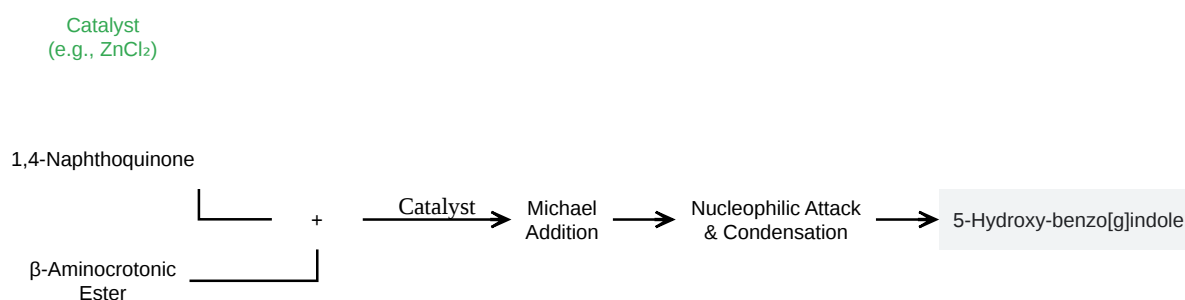 Catalyst
(e.g., ZnCl₂)
1,4-Naphthoquinone
+
Catalyst
Michael
Addition
Nucleophilic Attack
& Condensation
5-Hydroxy-benzo[g]indole
β-Aminocrotonic
Ester